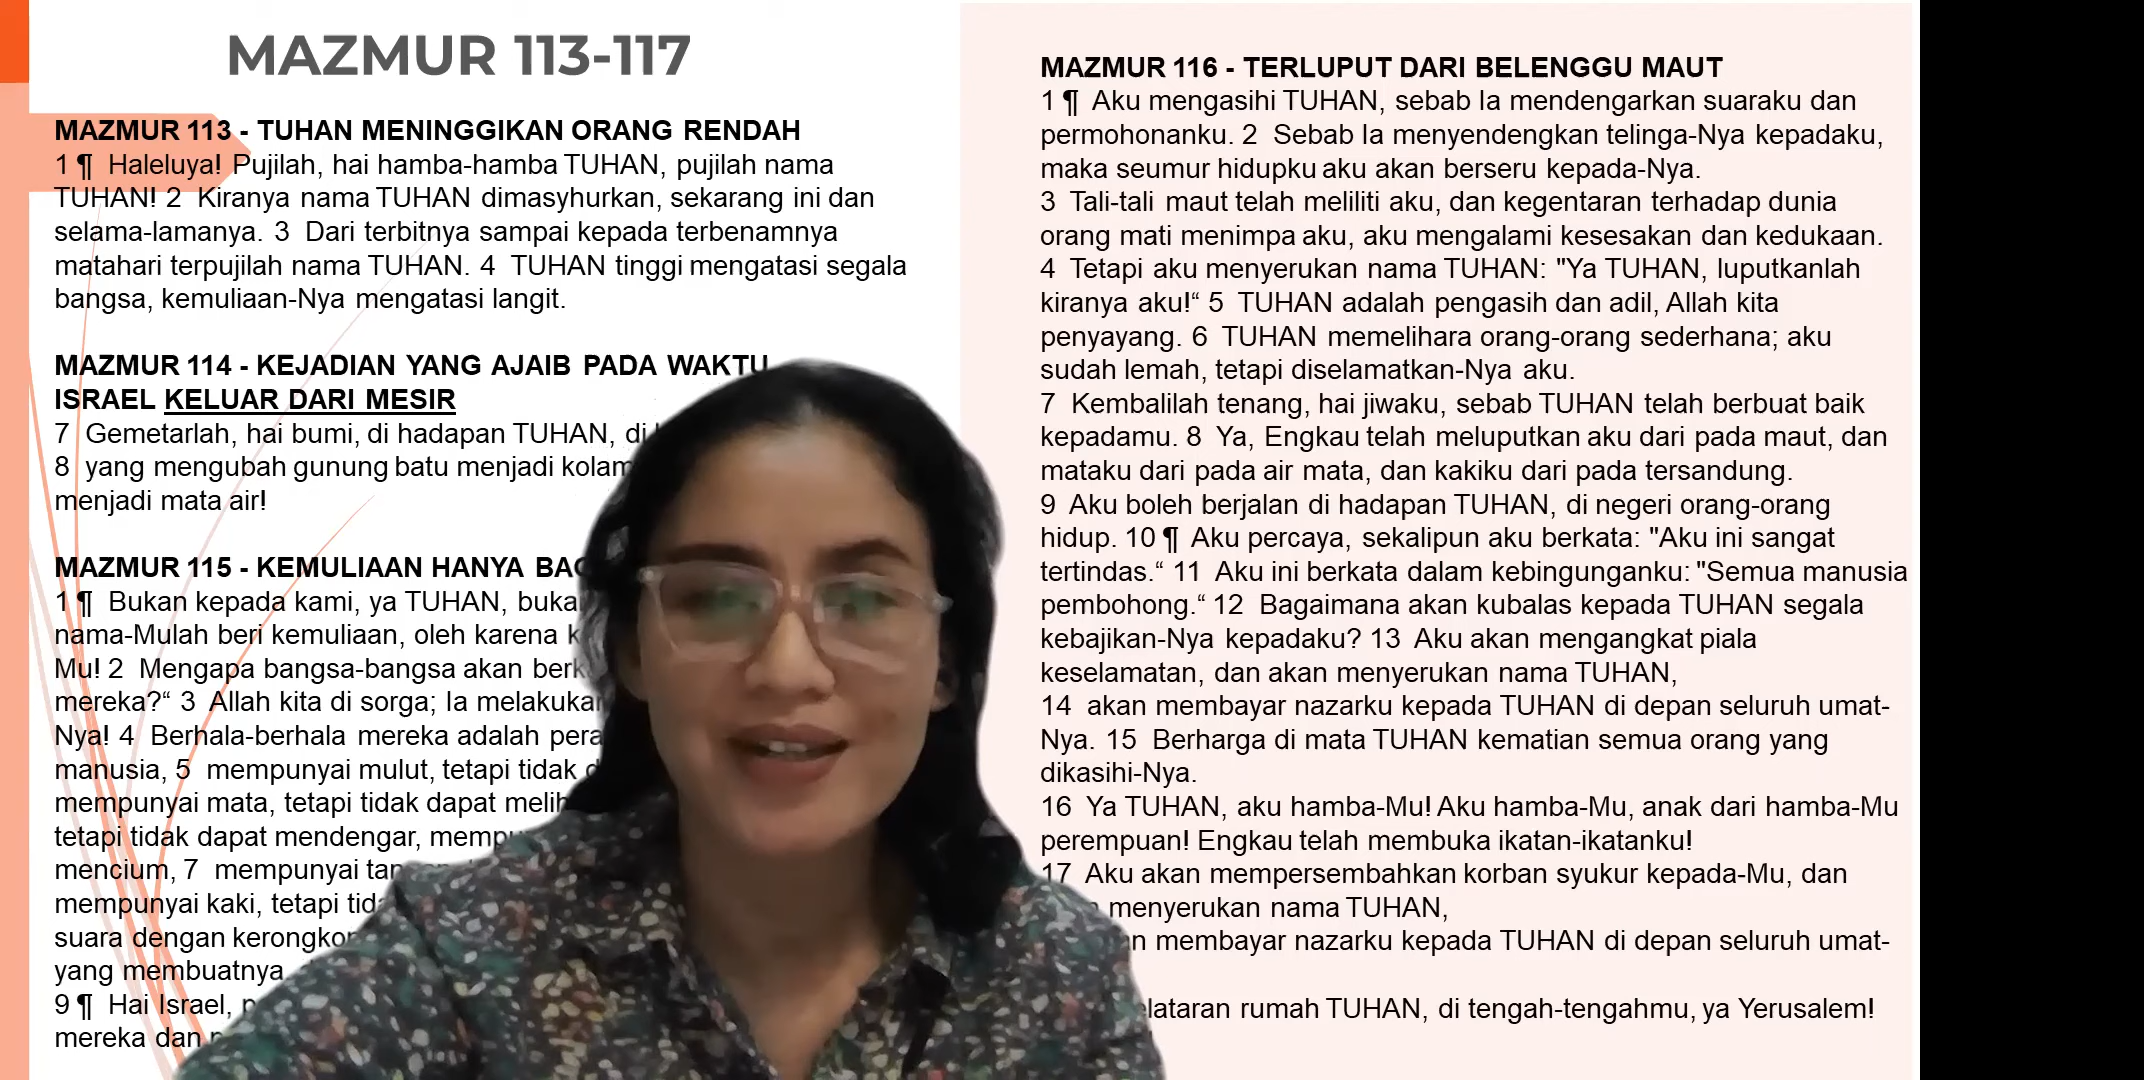 MAZMUR 113-117
MAZMUR 113 - TUHAN MENINGGIKAN ORANG RENDAH
1 ¶ Haleluya! Pujilah, hai hamba-hamba TUHAN, pujilah nama
TUHAN! 2 Kiranya nama TUHAN dimasyhurkan, sekarang ini dan
selama-lamanya. 3 Dari terbitnya sampai kepada terbenamnya
matahari terpujilah nama TUHAN. 4 TUHAN tinggi mengatasi segala
bangsa, kemuliaan-Nya mengatasi langit.
MAZMUR 114 - KEJADIAN YANG AJAIB PADA WAKTU
ISRAEL KELUAR DARI MESIR
7 Gemetarlah, hai bumi, di hadapan TUHAN, di
8 yang mengubah gunung batu menjadi kolam
menjadi mata air!
MAZMUR 115 - KEMULIAAN HANYA
1 ¶ Bukan kepada kami, ya TUHAN,
nama-Mulah beri kemuliaan, oleh karena
Mu! 2 Mengapa bangsa-bangsa akan
mereka?“ 3 Allah kita di sorga; Ia
Nya! 4 Berhala-berhala mereka adalah
manusia, 5 mempunyai mulut, tetapi tidak
mempunyai mata, tetapi tidak dapat
tetapi tidak dapat mendengar,
mencium, 7 mempunyai
mempunyai kaki, tetapi
suara dengan
yang membuatnya
9 ¶ Hai Israel,
mereka dan
MAZMUR 116 - TERLUPUT DARI BELENGGU MAUT
1 ¶ Aku mengasihi TUHAN, sebab Ia mendengarkan suaraku dan
permohonanku. 2 Sebab Ia menyendengkan telinga-Nya kepadaku,
maka seumur hidupku aku akan berseru kepada-Nya.
3 Tali-tali maut telah meliliti aku, dan kegentaran terhadap dunia
orang mati menimpa aku, aku mengalami kesesakan dan kedukaan.
4 Tetapi aku menyerukan nama TUHAN: "Ya TUHAN, luputkanlah
kiranya aku!“ 5 TUHAN adalah pengasih dan adil, Allah kita
penyayang. 6 TUHAN memelihara orang-orang sederhana; aku
sudah lemah, tetapi diselamatkan-Nya aku.
7 Kembalilah tenang, hai jiwaku, sebab TUHAN telah berbuat baik
kepadamu. 8 Ya, Engkau telah meluputkan aku dari pada maut, dan
mataku dari pada air mata, dan kakiku dari pada tersandung.
9 Aku boleh berjalan di hadapan TUHAN, di negeri orang-orang
hidup. 10 ¶ Aku percaya, sekalipun aku berkata: "Aku ini sangat
tertindas.“ 11 Aku ini berkata dalam kebingunganku: "Semua manusia
pembohong.“ 12 Bagaimana akan kubalas kepada TUHAN segala
kebajikan-Nya kepadaku? 13 Aku akan mengangkat piala
keselamatan, dan akan menyerukan nama TUHAN,
14 akan membayar nazarku kepada TUHAN di depan seluruh umat-
Nya. 15 Berharga di mata TUHAN kematian semua orang yang
dikasihi-Nya.
16 Ya TUHAN, aku hamba-Mu! Aku hamba-Mu, anak dari hamba-Mu
perempuan! Engkau telah membuka ikatan-ikatanku!
17 Aku akan mempersembahkan korban syukur kepada-Mu, dan
menyerukan nama TUHAN,
membayar nazarku kepada TUHAN di depan seluruh umat-
rumah TUHAN, di tengah-tengahmu, ya Yerusalem!